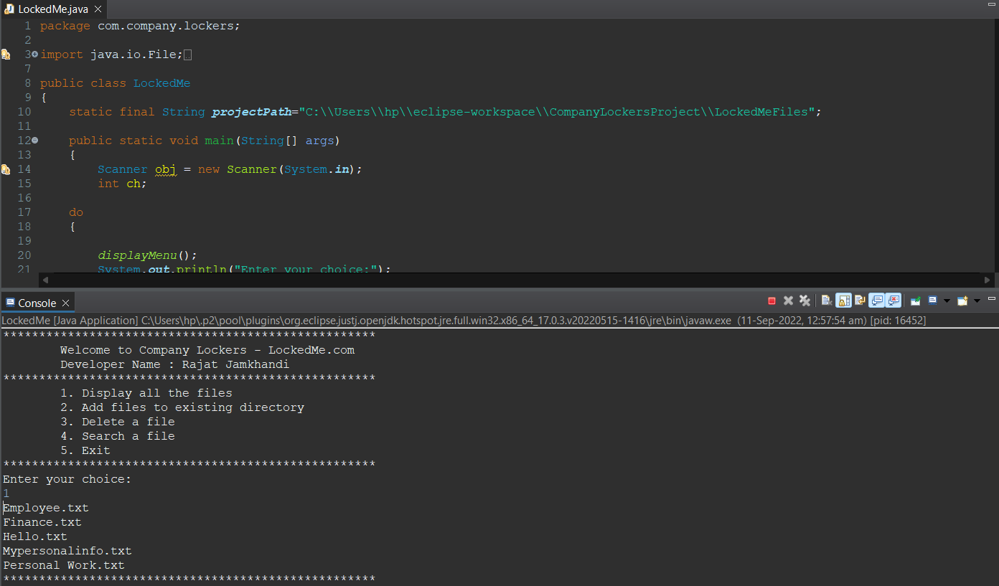 LockedMe.java
1 package com.company.lockers;
2
3 import java.io.File;
7
8 public class LockedMe
9 {
10 static final String projectPath="C:\\Users\\hp\\eclipse-workspace\\CompanyLockersProject\\LockedMeFiles";
11
12 public static void main(String[] args)
13 {
14 Scanner obj = new Scanner(System.in);
15 int ch;
16
17 do
18 {
19
20 displayMenu();
21 System.out.println("Enter your choice:");
Console
LockedMe [Java Application] C:\Users\hp\.p2\pool\plugins\org.eclipse.justj.openjdk.hotspot.jre.full.win32.x86_64_17.0.3.v20220515-1416\jre\bin\javaw.exe (11-Sep-2022, 12:57:54 am) [pid: 16452]
****************************************************
Welcome to Company Lockers - LockedMe.com
Developer Name : Rajat Jamkhandi
****************************************************
1. Display all the files
2. Add files to existing directory
3. Delete a file
4. Search a file
5. Exit
****************************************************
Enter your choice:
1
Employee.txt
Finance.txt
Hello.txt
Mypersonalinfo.txt
Personal Work.txt
****************************************************